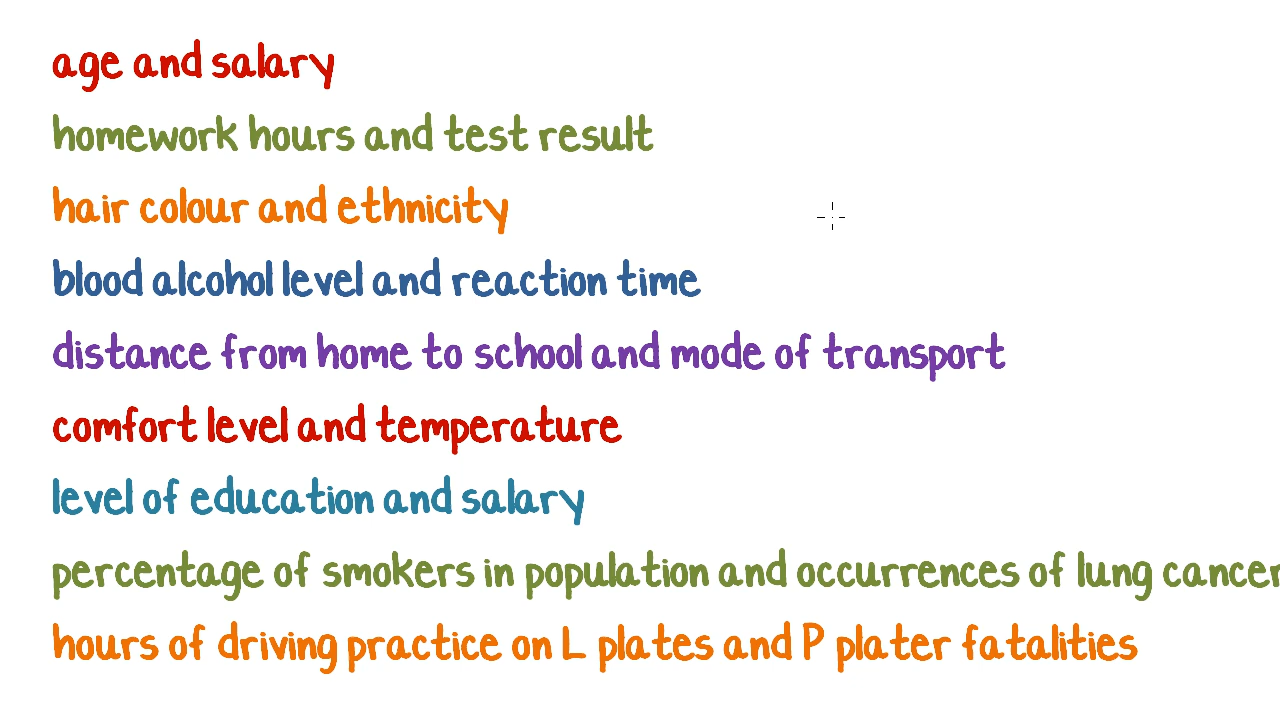 age and salary
homework hours and test result
hair colour and ethnicity
blood alcohol level and reaction time
distance from home to school and mode of transport
comfort level and temperature
level of education and salary
percentage of smokers in population and occurrences of lung cancer
hours of driving practice on L plates and P plater fatalities